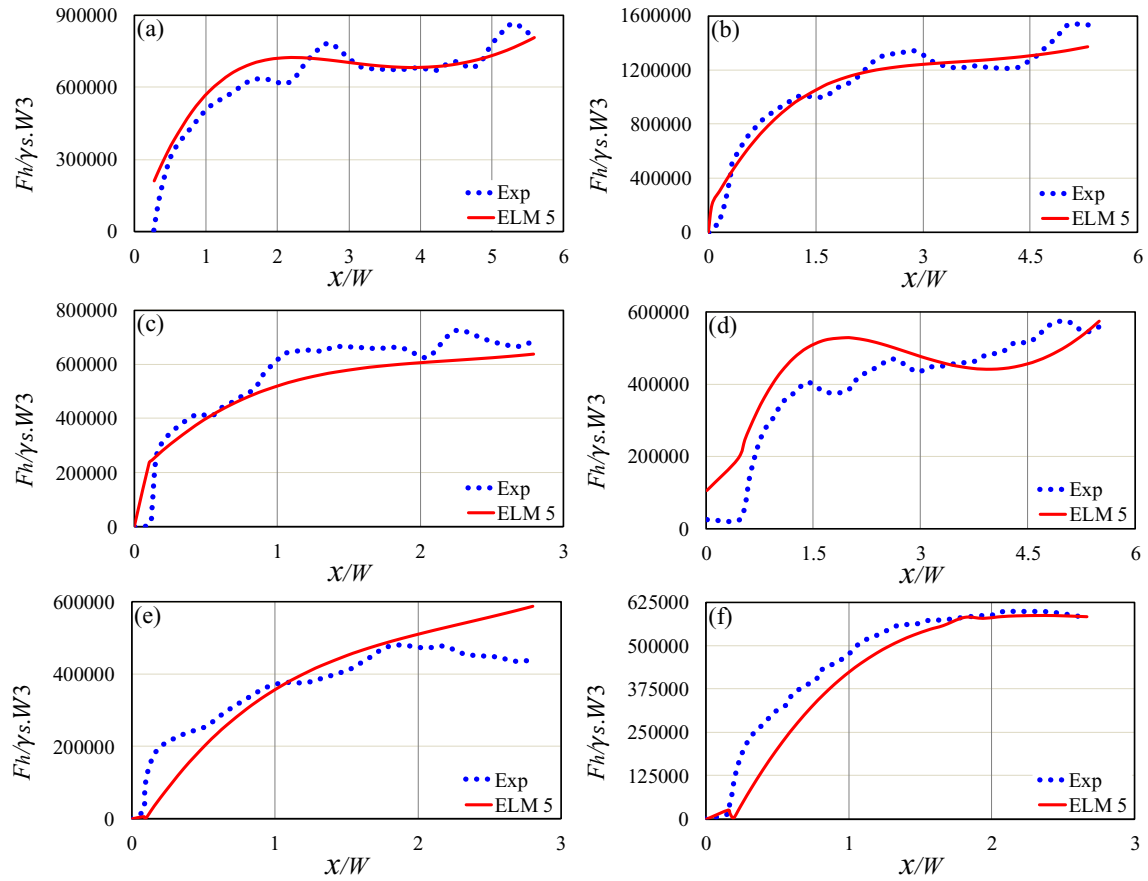 (a)
900000
600000
300000
0
Fh/γs.W3
Exp
ELM 5
0 1 2 3 4 5 6
x/W
(b)
1600000
1200000
800000
400000
0
Fh/γs.W3
Exp
ELM 5
0 1.5 3 4.5 6
x/W
(c)
800000
600000
400000
200000
0
Fh/γs.W3
Exp
ELM 5
0 1 2 3
x/W
(d)
600000
400000
200000
0
Fh/γs.W3
Exp
ELM 5
0 1.5 3 4.5 6
x/W
(e)
600000
400000
200000
0
Fh/γs.W3
Exp
ELM 5
0 1 2 3
x/W
(f)
625000
500000
375000
250000
125000
0
Fh/γs.W3
Exp
ELM 5
0 1 2 3
x/W